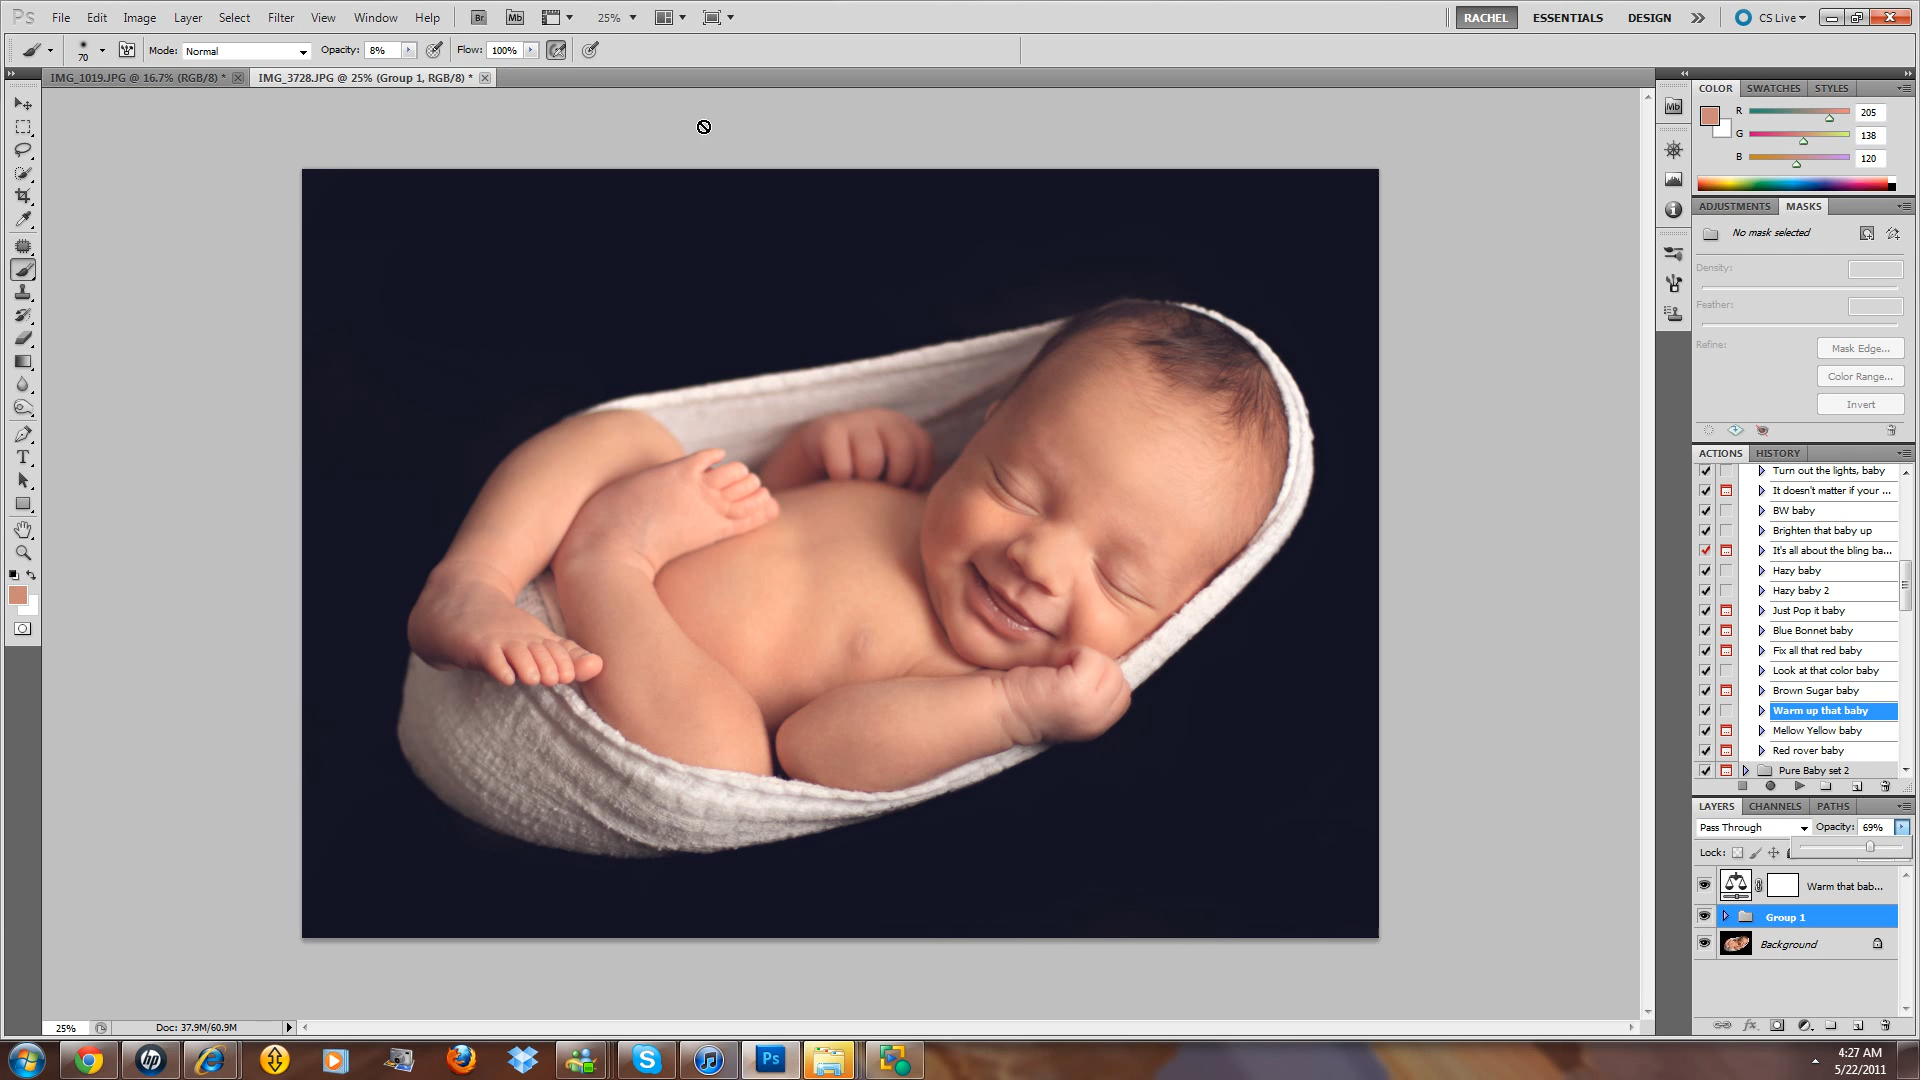 Ps File Edit Image Layer Select Filter View Window Help Br Mb 25% RACHEL ESSENTIALS DESIGN CS Live
70 Mode: Normal Opacity: 8% Flow: 100%
IMG_1019.JPG @ 16.7% (RGB/8) * IMG_3728.JPG @ 25% (Group 1, RGB/8) *
COLOR SWATCHES STYLES
Mb
R 205
G 138
B 120
ADJUSTMENTS MASKS
No mask selected
Density:
Feather:
Refine: Mask Edge...
Color Range...
Invert
ACTIONS HISTORY
Turn out the lights, baby
It doesn't matter if your ...
BW baby
Brighten that baby up
It's all about the bling ba...
Hazy baby
Hazy baby 2
Just Pop it baby
Blue Bonnet baby
Fix all that red baby
Look at that color baby
Brown Sugar baby
Warm up that baby
Mellow Yellow baby
Red rover baby
Pure Baby set 2
LAYERS CHANNELS PATHS
Pass Through Opacity: 69%
Lock:
Warm that bab...
Group 1
Background
fx
25% Doc: 37.9M/60.9M
hp Ps
4:27 AM
5/22/2011